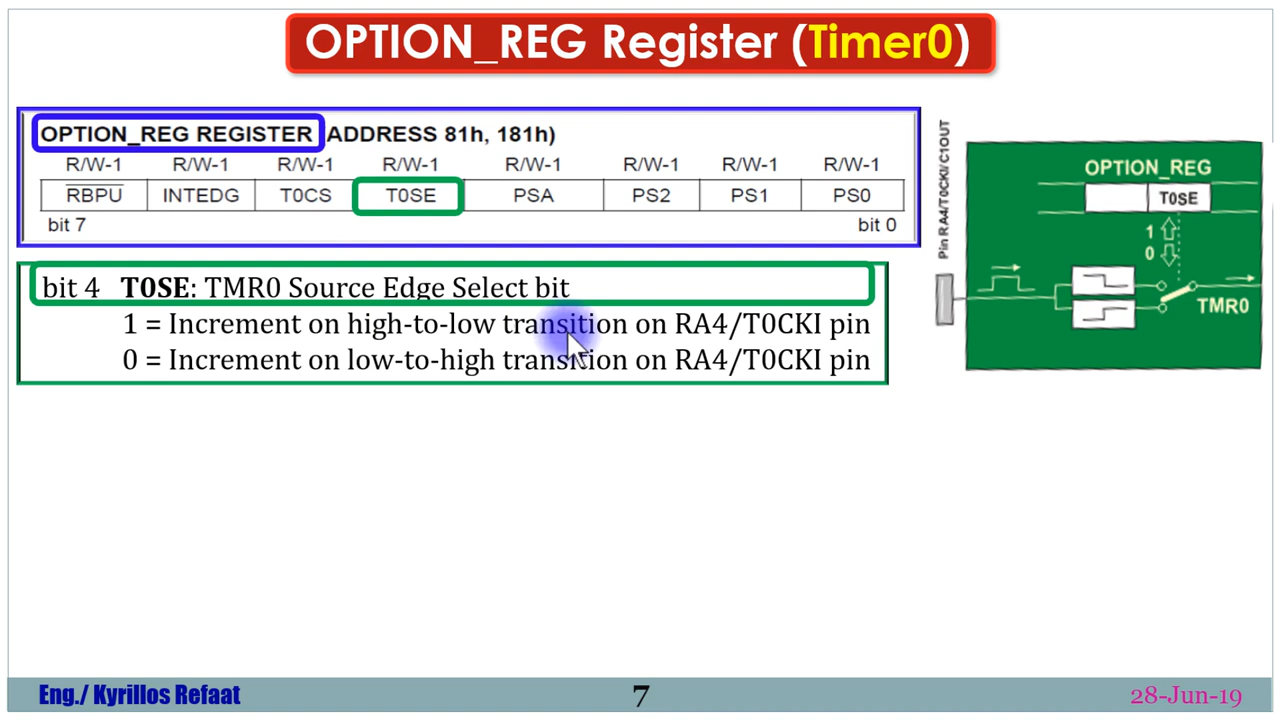 OPTION_REG Register (Timer0)
OPTION_REG REGISTER (ADDRESS 81h, 181h)
R/W-1 R/W-1 R/W-1 R/W-1 R/W-1 R/W-1 R/W-1 R/W-1
RBPU INTEDG T0CS T0SE PSA PS2 PS1 PS0
bit 7 bit 0
bit 4 T0SE: TMR0 Source Edge Select bit
1 = Increment on high-to-low transition on RA4/T0CKI pin
0 = Increment on low-to-high transition on RA4/T0CKI pin
Pin RA4/T0CKI/C1OUT
OPTION_REG
T0SE
1
0
TMR0
Eng./ Kyrillos Refaat 7 28-Jun-19